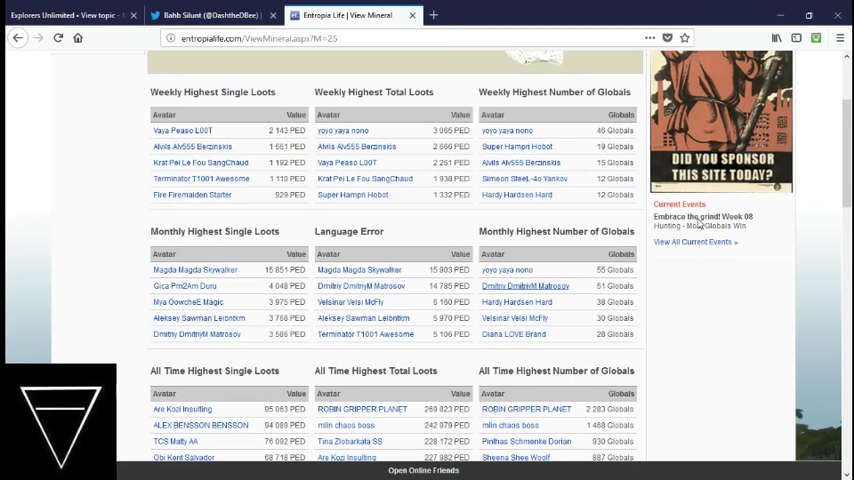 Explorers Unlimited • View topic -
Bahb Silunt (@DashtheDBee) |
Entropia Life | View Mineral
entropialife.com/ViewMineral.aspx?M=25
Weekly Highest Single Loots
Avatar Value
Vaya Peaso L00T 2 143 PED
Alvils Alv555 Berzinskis 1 661 PED
Krat Pei Le Fou SangChaud 1 192 PED
Terminator T1001 Awesome 1 110 PED
Fire Firemaiden Starter 929 PED
Weekly Highest Total Loots
Avatar Value
yoyo yaya nono 3 065 PED
Alvils Alv555 Berzinskis 2 666 PED
Vaya Peaso L00T 2 261 PED
Krat Pei Le Fou SangChaud 1 938 PED
Super Hampri Hobot 1 332 PED
Weekly Highest Number of Globals
Avatar Globals
yoyo yaya nono 46 Globals
Super Hampri Hobot 19 Globals
Alvils Alv555 Berzinskis 15 Globals
Simeon SteeL-4o Yankov 12 Globals
Hardy Hardsen Hard 12 Globals
Monthly Highest Single Loots
Avatar Value
Magda Magda Skywalker 15 851 PED
Gica Pm2Am Duru 4 048 PED
Mya OowcheE Magic 3 975 PED
Aleksey Sawman Leibntkm 3 768 PED
Dmitriy DmitriyM Matrosov 3 586 PED
Language Error
Avatar Value
Magda Magda Skywalker 15 903 PED
Dmitriy DmitriyM Matrosov 14 785 PED
Velsinar Velsi McFly 6 160 PED
Aleksey Sawman Leibntkm 5 970 PED
Terminator T1001 Awesome 5 106 PED
Monthly Highest Number of Globals
Avatar Globals
yoyo yaya nono 55 Globals
Dmitriy DmitriyM Matrosov 51 Globals
Hardy Hardsen Hard 38 Globals
Velsinar Velsi McFly 30 Globals
Diana LOVE Brand 28 Globals
All Time Highest Single Loots
Avatar Value
Are Kozi Insulting 95 063 PED
ALEX BENSSON BENSSON 94 089 PED
TCS Matty AA 76 092 PED
Obi Kent Salvador 68 718 PED
All Time Highest Total Loots
Avatar Value
ROBIN GRIPPER PLANET 269 823 PED
mlin chaos boss 242 979 PED
Tina Zlobarkata SS 228 172 PED
Are Kozi Insulting 227 982 PED
All Time Highest Number of Globals
Avatar Globals
ROBIN GRIPPER PLANET 2 283 Globals
mlin chaos boss 1 468 Globals
Pinthas Schmenke Dorian 930 Globals
Sheena Shee Woolf 887 Globals
DID YOU SPONSOR
THIS SITE TODAY?
Current Events
Embrace the grind! Week 08
Hunting - Most Globals Win
View All Current Events »
Open Online Friends